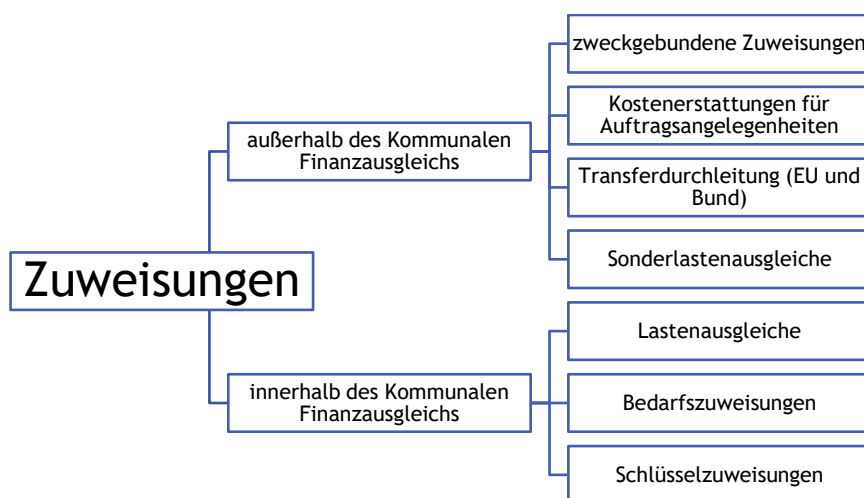 Zuweisungen
außerhalb des Kommunalen
Finanzausgleichs
zweckgebundene Zuweisungen
Kostenerstattungen für
Auftragsangelegenheiten
Transferdurchleitung (EU und
Bund)
Sonderlastenausgleiche
innerhalb des Kommunalen
Finanzausgleichs
Lastenausgleiche
Bedarfszuweisungen
Schlüsselzuweisungen